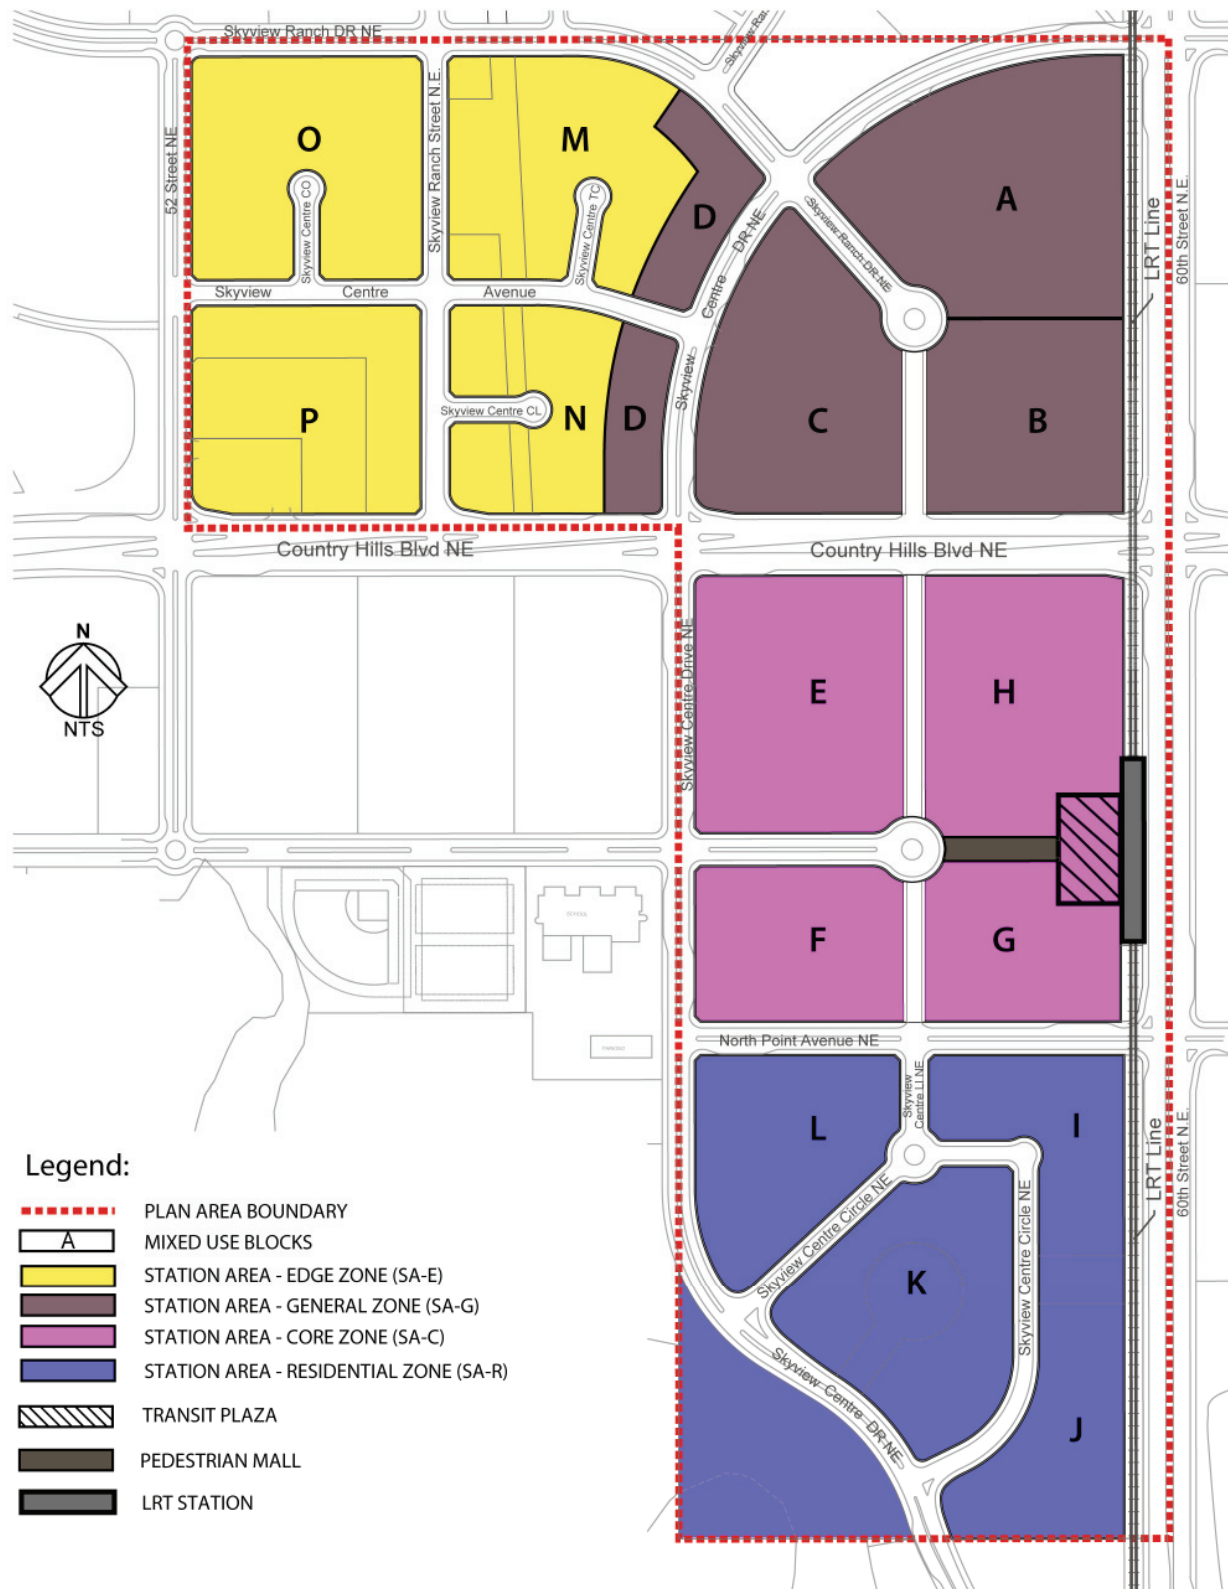 Skyview Ranch DR NE
Skyview Ra
52 Street NE
Skyview Ranch Street N.E.
O
M
A
Skyview Centre CO
Skyview Centre TC
D
Skyview Ranch DR NE
LRT Line
60th Street N.E.
Skyview Centre DR NE
Skyview Centre Avenue
P
Skyview Centre CL
N
D
C
B
Country Hills Blvd NE
Country Hills Blvd NE
N
NTS
Skyview Centre Drive NE
E
H
F
G
SCHOOL
North Point Avenue NE
Skyview
Centre LI NE
L
I
LRT Line
60th Street N.E.
Skyview Centre Circle NE
Skyview Centre Circle NE
K
Skyview Centre DR NE
J
Legend:
PLAN AREA BOUNDARY
A MIXED USE BLOCKS
STATION AREA - EDGE ZONE (SA-E)
STATION AREA - GENERAL ZONE (SA-G)
STATION AREA - CORE ZONE (SA-C)
STATION AREA - RESIDENTIAL ZONE (SA-R)
TRANSIT PLAZA
PEDESTRIAN MALL
LRT STATION